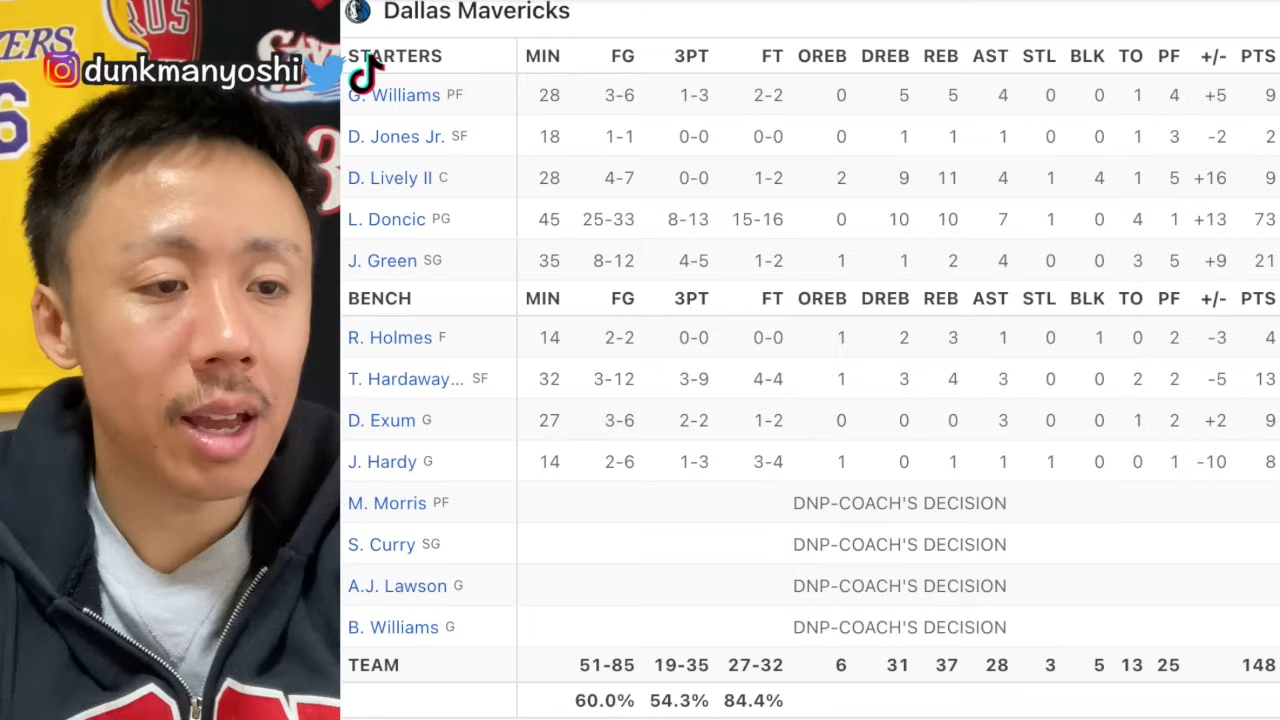 Dallas Mavericks
ERS
6
dunkmanyoshi
STARTERS MIN FG 3PT FT OREB DREB REB AST STL BLK TO PF +/- PTS
G. Williams PF 28 3-6 1-3 2-2 0 5 5 4 0 0 1 4 +5 9
D. Jones Jr. SF 18 1-1 0-0 0-0 0 1 1 1 0 0 1 3 -2 2
D. Lively II C 28 4-7 0-0 1-2 2 9 11 4 1 4 1 5 +16 9
L. Doncic PG 45 25-33 8-13 15-16 0 10 10 7 1 0 4 1 +13 73
J. Green SG 35 8-12 4-5 1-2 1 1 2 4 0 0 3 5 +9 21
BENCH MIN FG 3PT FT OREB DREB REB AST STL BLK TO PF +/- PTS
R. Holmes F 14 2-2 0-0 0-0 1 2 3 1 0 1 0 2 -3 4
T. Hardaway... SF 32 3-12 3-9 4-4 1 3 4 3 0 0 2 2 -5 13
D. Exum G 27 3-6 2-2 1-2 0 0 0 3 0 0 1 2 +2 9
J. Hardy G 14 2-6 1-3 3-4 1 0 1 1 1 0 0 1 -10 8
M. Morris PF DNP-COACH'S DECISION
S. Curry SG DNP-COACH'S DECISION
A.J. Lawson G DNP-COACH'S DECISION
B. Williams G DNP-COACH'S DECISION
TEAM 51-85 19-35 27-32 6 31 37 28 3 5 13 25 148
60.0% 54.3% 84.4%